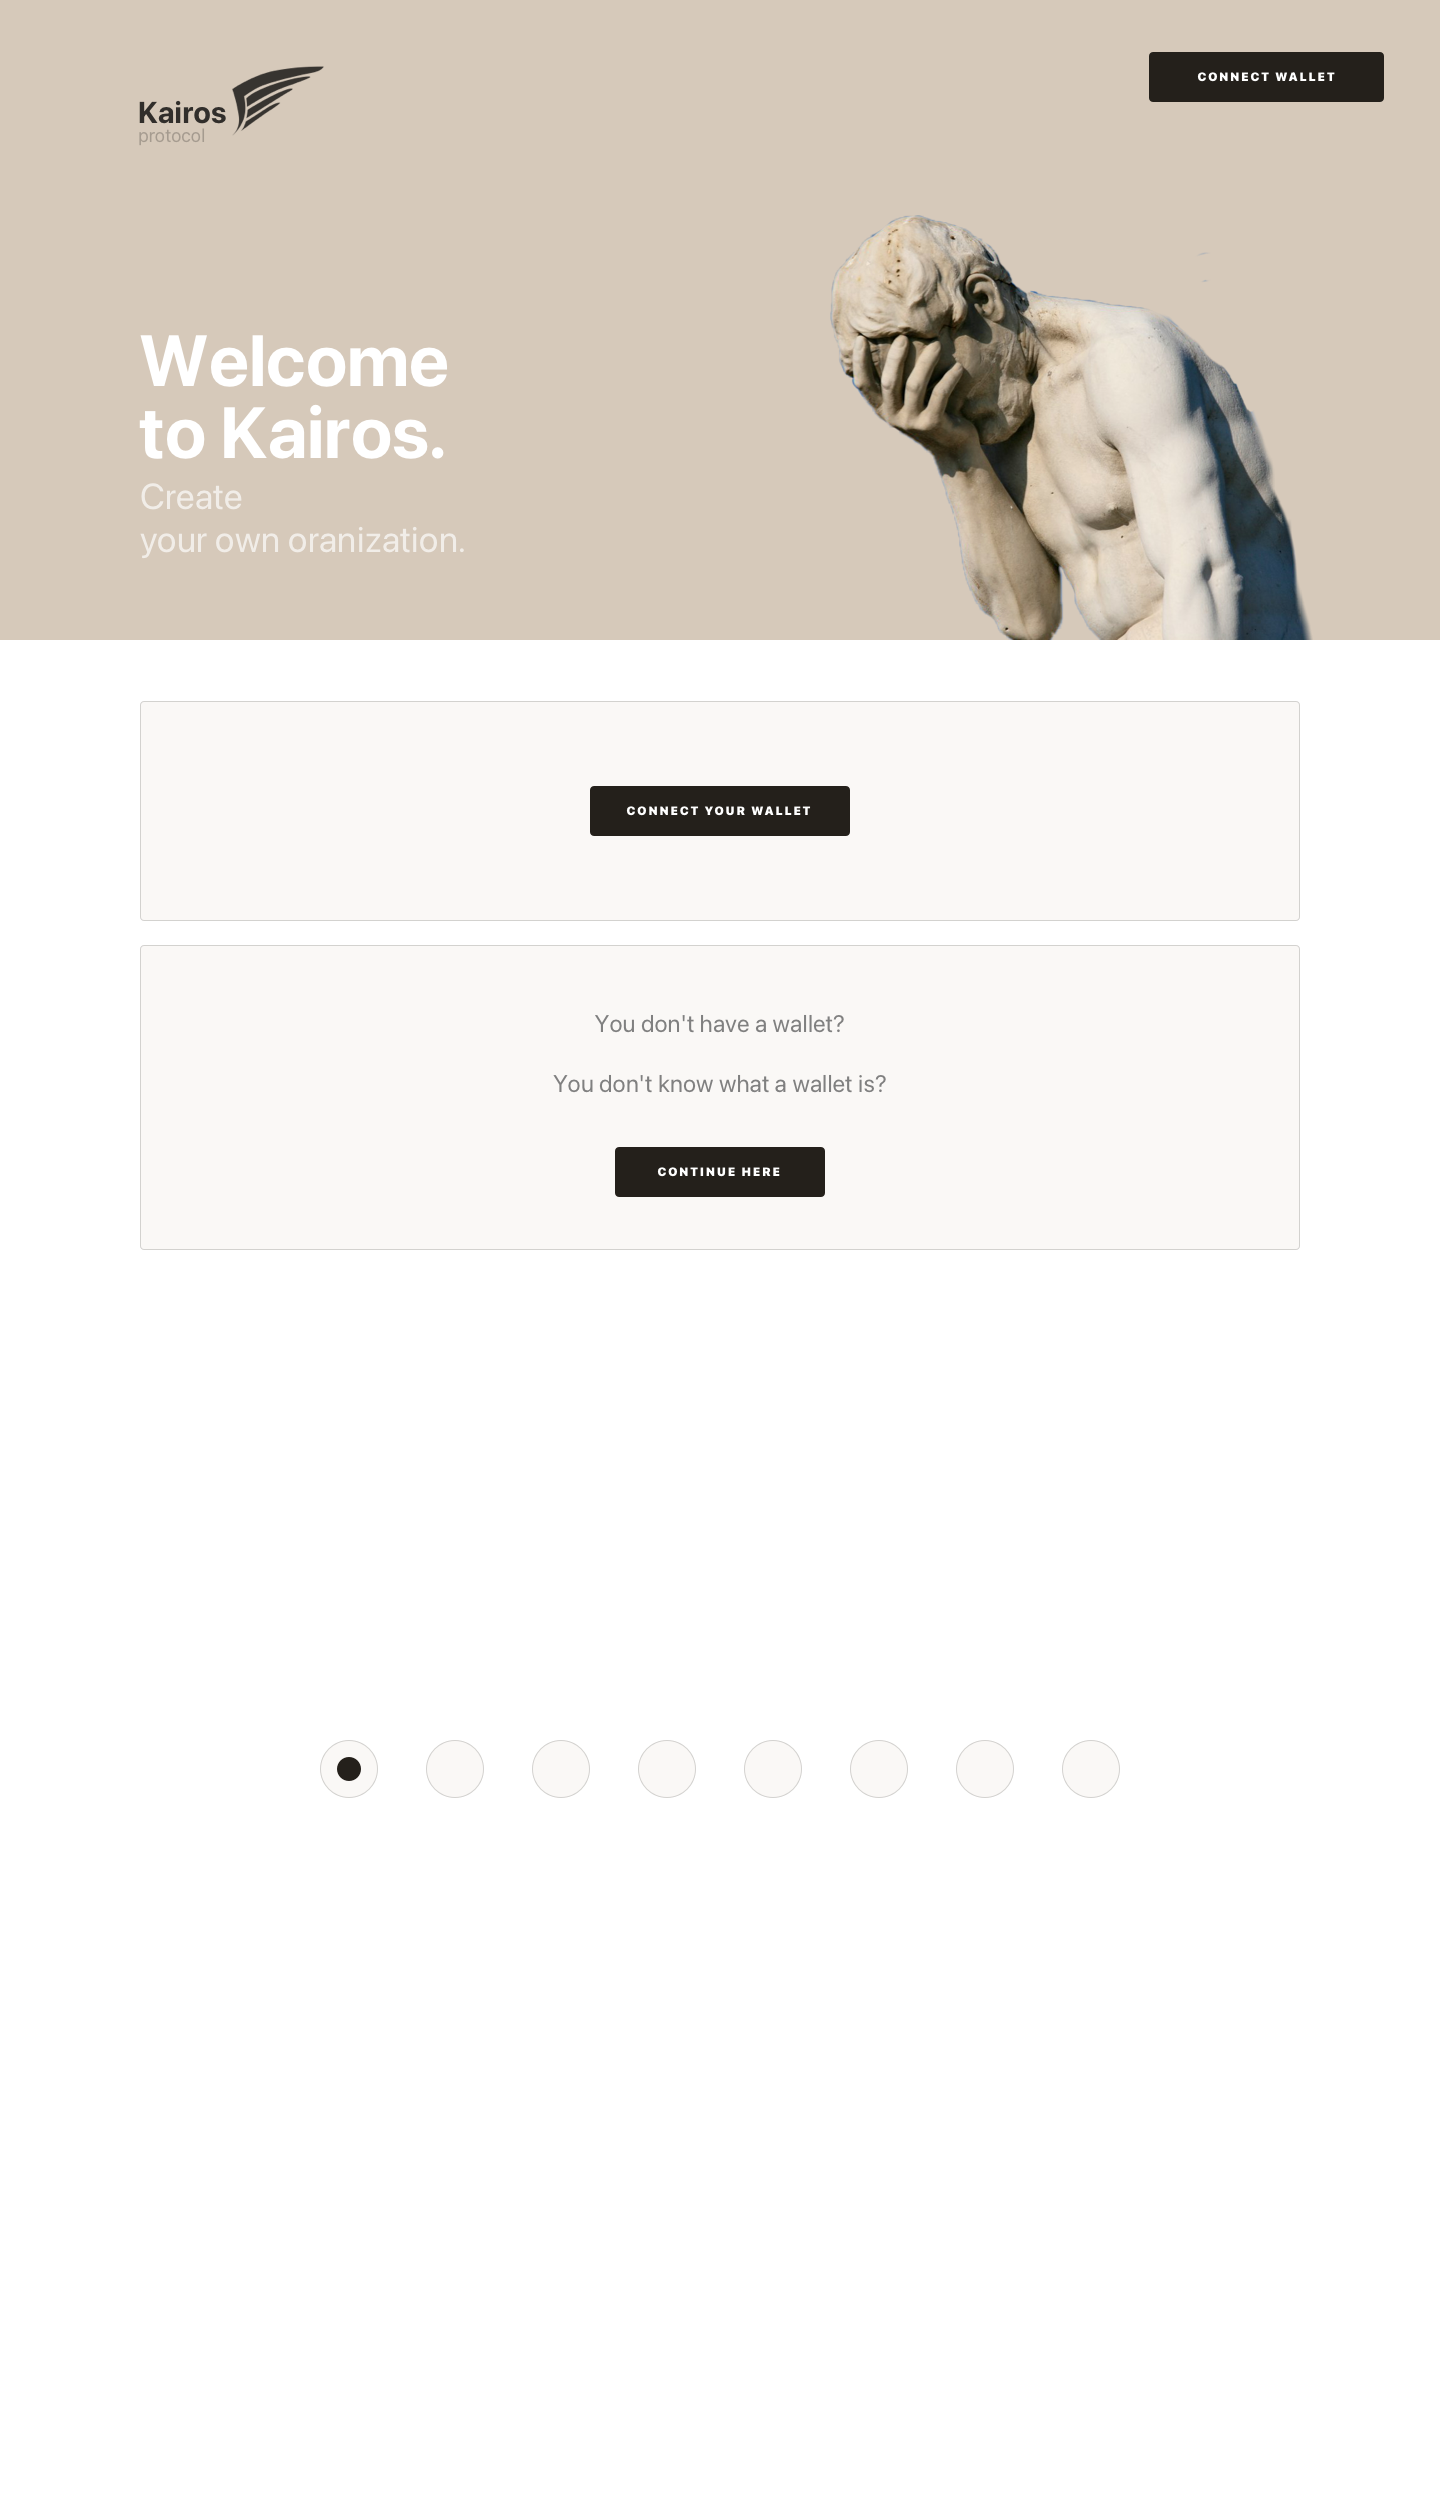 Kairos
protocol
CONNECT WALLET
Welcome
to Kairos.
Create
your own oranization.
CONNECT YOUR WALLET
You don't have a wallet?
You don't know what a wallet is?
CONTINUE HERE